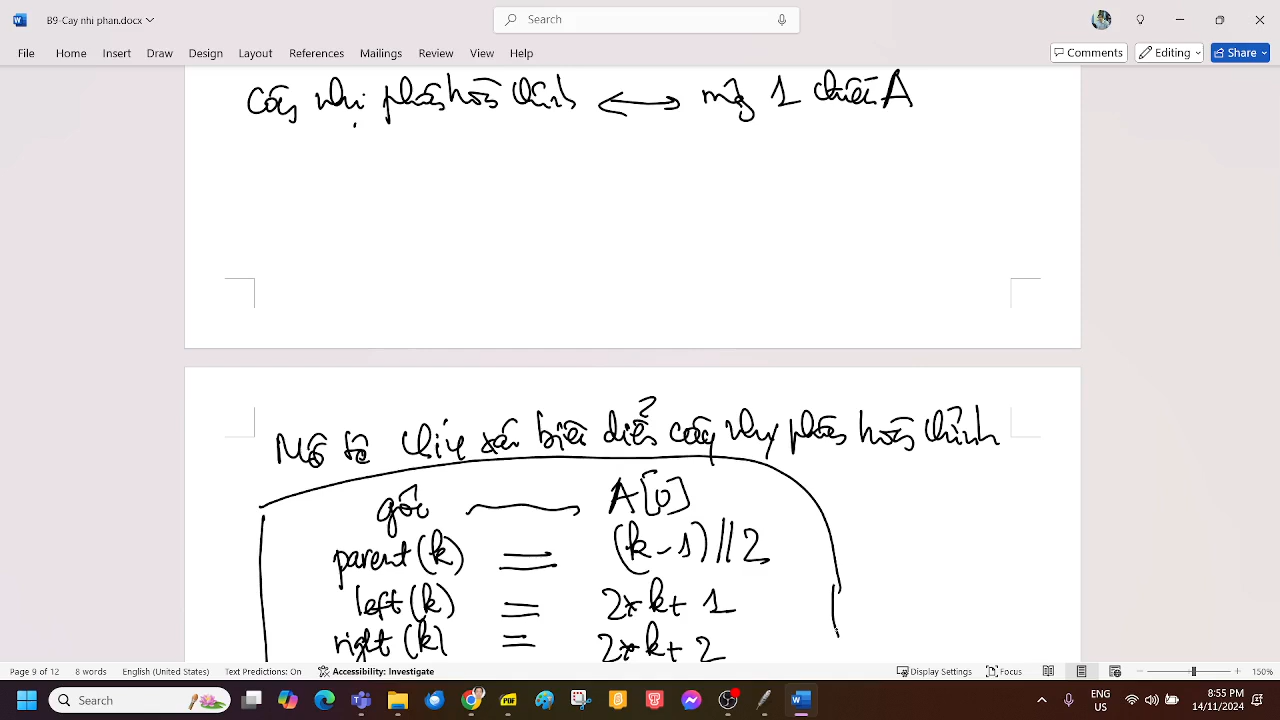 B9-Cay nhi phan.docx
Search
File Home Insert Draw Design Layout References Mailings Review View Help
Comments Editing Share
Cây nhị phân hoàn chỉnh ⟷ mảng 1 chiều A
Mô tả chi tiết biểu diễn cây nhị phân hoàn chỉnh
gốc — A[0]
parent(k) = (k-1)//2
left(k) = 2*k+1
right(k) = 2*k+2
Page 9 of 12 8 words English (United States) Text Predictions: On Accessibility: Investigate Display Settings Focus 150%
Search ENG 8:55 PM
US 14/11/2024